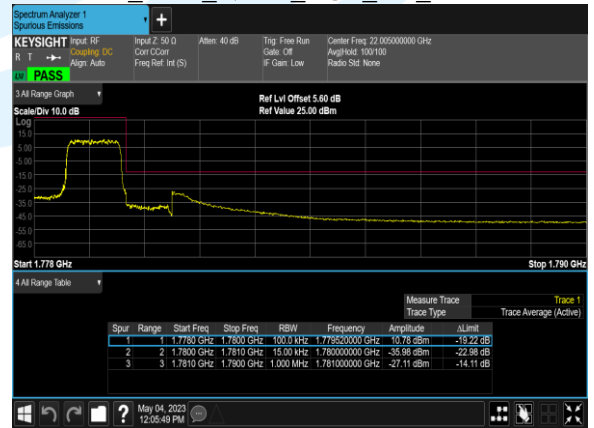 Spectrum Analyzer 1
Spurious Emissions
+
KEYSIGHT Input: RF Input Z: 50 Ω Atten: 40 dB Trig: Free Run Center Freq: 22.005000000 GHz
R T Coupling: DC Corr CCorr Gate: Off Avg|Hold: 100/100
Align: Auto Freq Ref: Int (S) IF Gain: Low Radio Std: None
LV PASS
3 All Range Graph
Scale/Div 10.0 dB Ref Lvl Offset 5.60 dB
Ref Value 25.00 dBm
Log
15.0
5.00
-5.00
-15.0
-25.0
-35.0
-45.0
-55.0
-65.0
Start 1.778 GHz Stop 1.790 GHz
4 All Range Table
Measure Trace Trace 1
Trace Type Trace Average (Active)
Spur Range Start Freq Stop Freq RBW Frequency Amplitude ΔLimit
1 1 1.7780 GHz 1.7800 GHz 100.0 kHz 1.779520000 GHz 10.78 dBm -19.22 dB
2 2 1.7800 GHz 1.7810 GHz 15.00 kHz 1.780000000 GHz -35.98 dBm -22.98 dB
3 3 1.7810 GHz 1.7900 GHz 1.000 MHz 1.781000000 GHz -27.11 dBm -14.11 dB
? May 04, 2023
12:05:49 PM